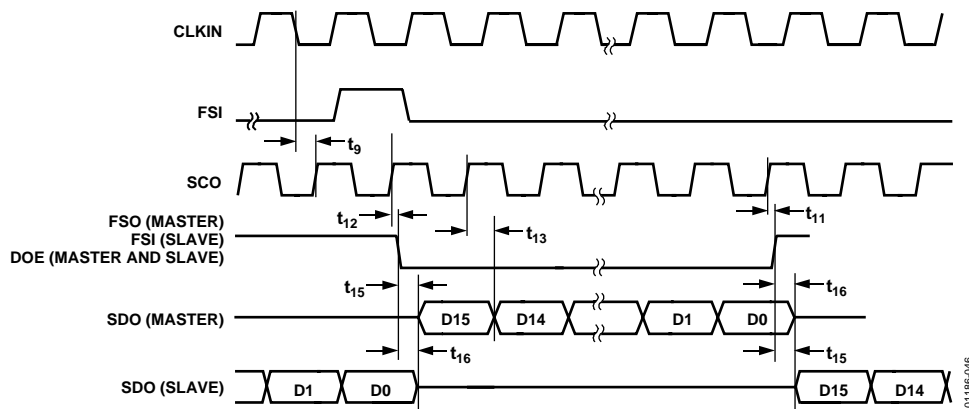 CLKIN
FSI
t9
SCO
FSO (MASTER)
FSI (SLAVE)
DOE (MASTER AND SLAVE)
t12
t13
t11
t15
t16
SDO (MASTER)
D15
D14
D1
D0
t16
t15
SDO (SLAVE)
D1
D0
D15
D14
01186-046